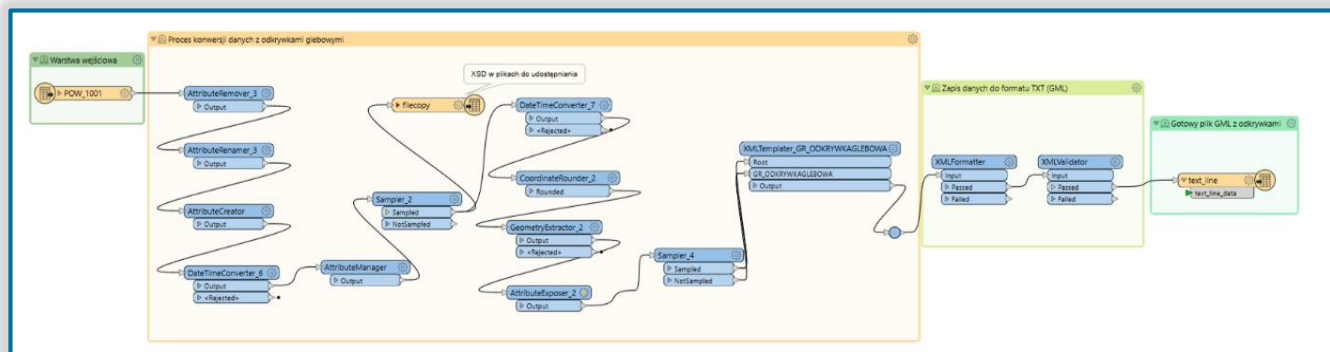 Warstwa wejściowa
POW_1001
Proces konwersji danych z odkrywkami glebowymi
AttributeRemover_3
Output
AttributeRenamer_3
Output
AttributeCreator
Output
DateTimeConverter_6
Output
<Rejected>
AttributeManager
Output
XSD w plikach do udostępniania
filecopy
Sampler_2
Sampled
NotSampled
DateTimeConverter_7
Output
<Rejected>
CoordinateRounder_2
Rounded
GeometryExtractor_2
Output
<Rejected>
AttributeExposer_2
Output
Sampler_4
Sampled
NotSampled
XMLTemplater_GR_ODKRYWKAGLEBOWA
Root
GR_ODKRYWKAGLEBOWA
Output
Zapis danych do formatu TXT (GML)
XMLFormatter
Input
Passed
Failed
XMLValidator
Input
Passed
Failed
Gotowy plik GML z odkrywkami
text_line
text_line_data